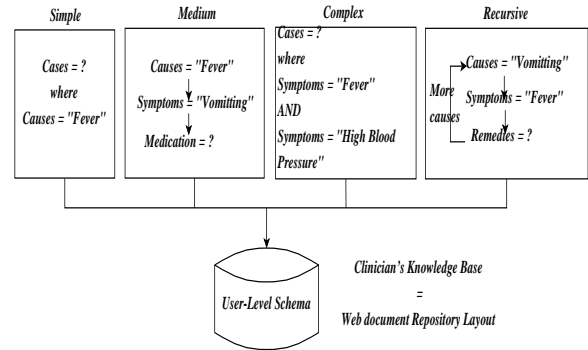 Simple
Medium
Complex
Recursive
Cases = ?
where
Causes = "Fever"
Causes = "Fever"
Symptoms = "Vomitting"
Medication = ?
Cases = ?
where
Symptoms = "Fever"
AND
Symptoms = "High Blood
Pressure"
More
causes
Causes = "Vomitting"
Symptoms = "Fever"
Remedies = ?
User-Level Schema
Clinician's Knowledge Base
=
Web document Repository Layout